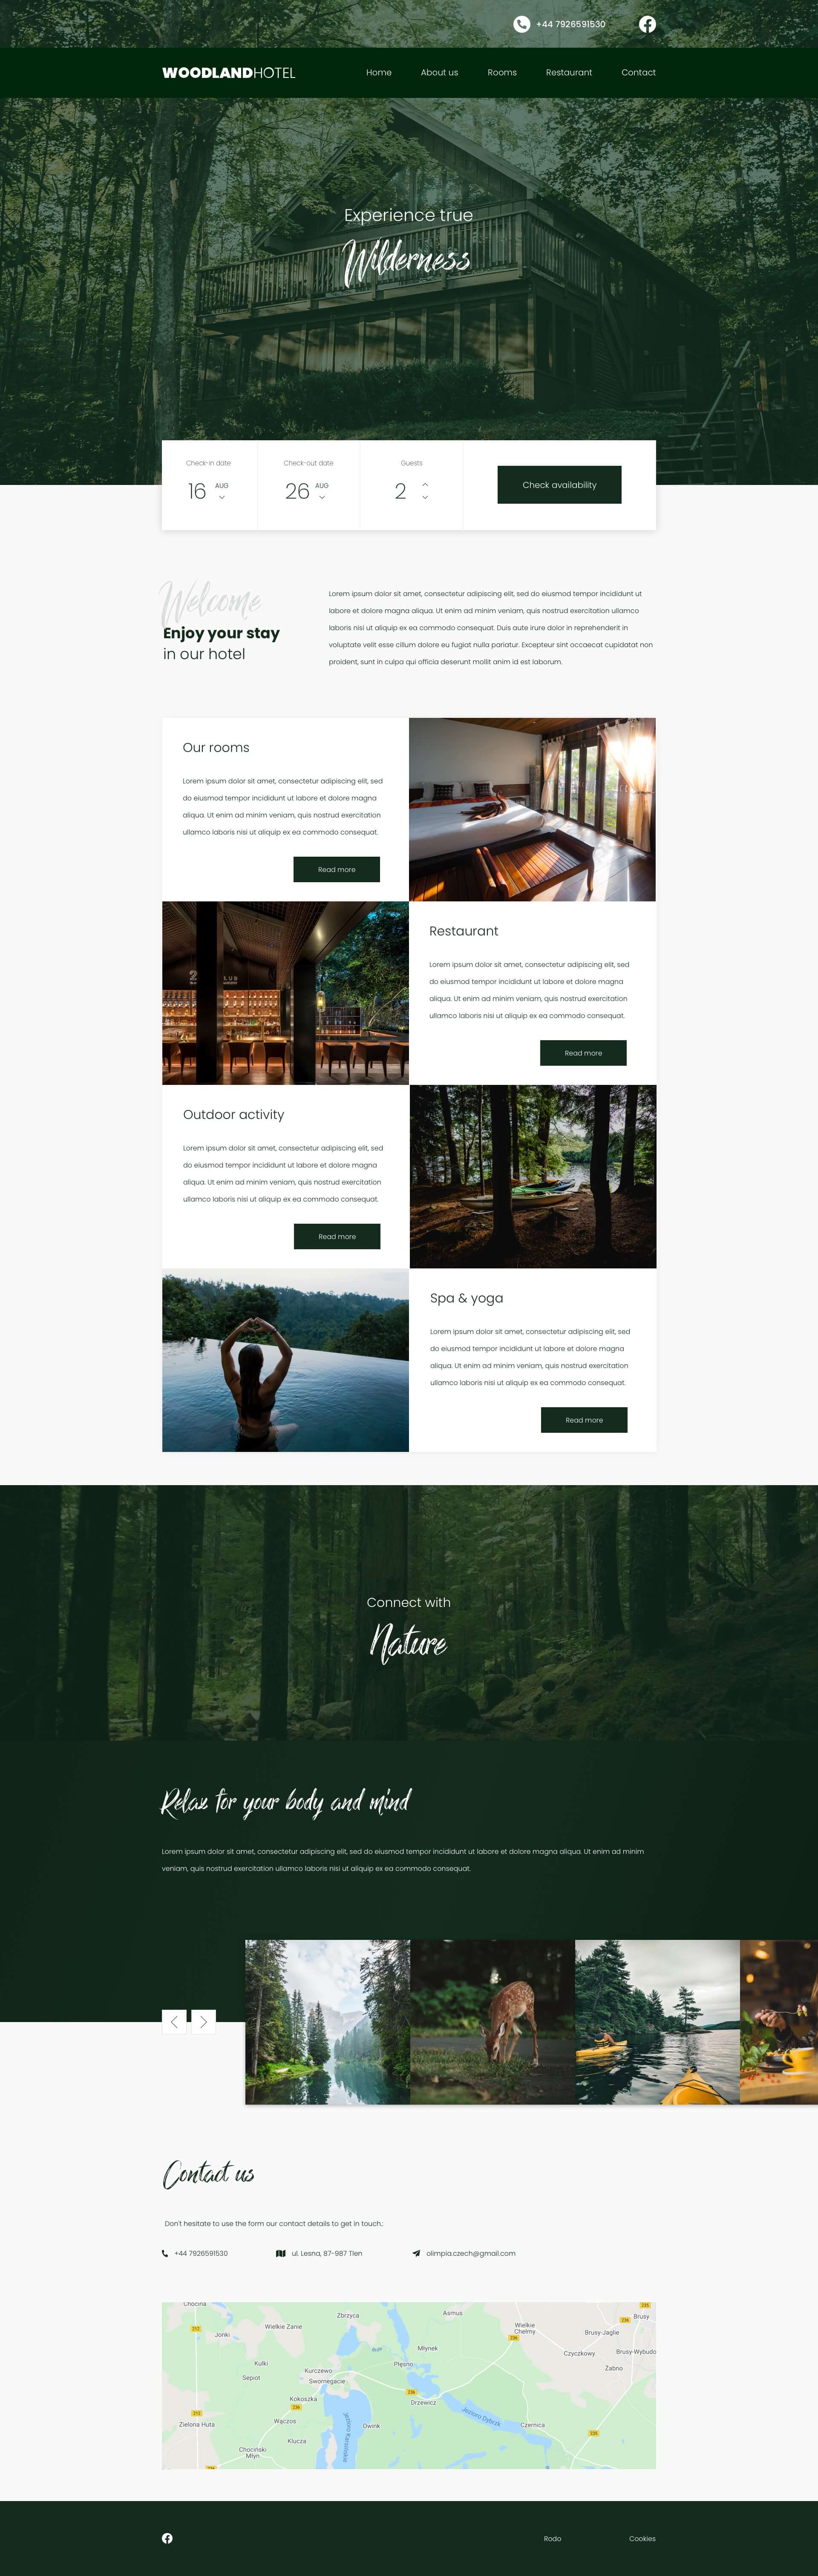 +44 7926591530
WOODLANDHOTEL
Home About us Rooms Restaurant Contact
Experience true
Wilderness
Check-in date Check-out date Guests
16 AUG 26 AUG 2
Check availability
Welcome
Enjoy your stay
in our hotel
Lorem ipsum dolor sit amet, consectetur adipiscing elit, sed do eiusmod tempor incididunt ut
labore et dolore magna aliqua. Ut enim ad minim veniam, quis nostrud exercitation ullamco
laboris nisi ut aliquip ex ea commodo consequat. Duis aute irure dolor in reprehenderit in
voluptate velit esse cillum dolore eu fugiat nulla pariatur. Excepteur sint occaecat cupidatat non
proident, sunt in culpa qui officia deserunt mollit anim id est laborum.
Our rooms
Lorem ipsum dolor sit amet, consectetur adipiscing elit, sed
do eiusmod tempor incididunt ut labore et dolore magna
aliqua. Ut enim ad minim veniam, quis nostrud exercitation
ullamco laboris nisi ut aliquip ex ea commodo consequat.
Read more
Restaurant
Lorem ipsum dolor sit amet, consectetur adipiscing elit, sed
do eiusmod tempor incididunt ut labore et dolore magna
aliqua. Ut enim ad minim veniam, quis nostrud exercitation
ullamco laboris nisi ut aliquip ex ea commodo consequat.
Read more
Outdoor activity
Lorem ipsum dolor sit amet, consectetur adipiscing elit, sed
do eiusmod tempor incididunt ut labore et dolore magna
aliqua. Ut enim ad minim veniam, quis nostrud exercitation
ullamco laboris nisi ut aliquip ex ea commodo consequat.
Read more
Spa & yoga
Lorem ipsum dolor sit amet, consectetur adipiscing elit, sed
do eiusmod tempor incididunt ut labore et dolore magna
aliqua. Ut enim ad minim veniam, quis nostrud exercitation
ullamco laboris nisi ut aliquip ex ea commodo consequat.
Read more
Connect with
Nature
Relax for your body and mind
Lorem ipsum dolor sit amet, consectetur adipiscing elit, sed do eiusmod tempor incididunt ut labore et dolore magna aliqua. Ut enim ad minim
veniam, quis nostrud exercitation ullamco laboris nisi ut aliquip ex ea commodo consequat.
Contact us
Don't hesitate to use the form our contact details to get in touch.:
+44 7926591530 ul. Lesna, 87-987 Tlen olimpia.czech@gmail.com
Chocina
235
Zbrzyca
Asmus
236 Brusy
212
Jonki
Wielkie Zanie
Wielkie
Chełmy
236
Brusy-Jaglie
Młynek
Czyczkowy
Brusy-Wybudo
Kulki
Kurczewo
Płęsno
Żabno
Sepiot
Swornegacie
Kokoszka
236
236
Drzewicz
212
Zielona Huta
Wączos
Owink
Jezioro Karsińskie
Jezioro Dybrzk
Czernica
235
Klucza
Chociński
Młyn
Rodo Cookies